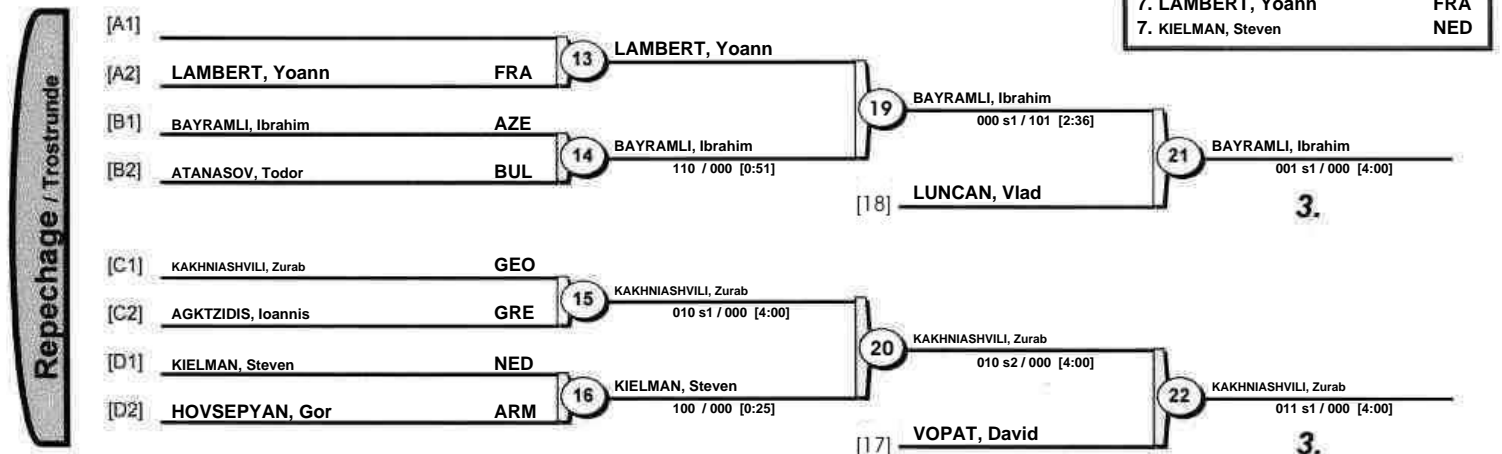 7. LAMBERT, Yoann FRA
7. KIELMAN, Steven NED
Repechage / Trostrunde
[A1]
[A2] LAMBERT, Yoann FRA
13 LAMBERT, Yoann
[B1] BAYRAMLI, Ibrahim AZE
[B2] ATANASOV, Todor BUL
14 BAYRAMLI, Ibrahim
110 / 000 [0:51]
19 BAYRAMLI, Ibrahim
000 s1 / 101 [2:36]
[18] LUNCAN, Vlad
21 BAYRAMLI, Ibrahim
001 s1 / 000 [4:00]
3.
[C1] KAKHNIASHVILI, Zurab GEO
[C2] AGKTZIDIS, Ioannis GRE
15 KAKHNIASHVILI, Zurab
010 s1 / 000 [4:00]
[D1] KIELMAN, Steven NED
[D2] HOVSEPYAN, Gor ARM
16 KIELMAN, Steven
100 / 000 [0:25]
20 KAKHNIASHVILI, Zurab
010 s2 / 000 [4:00]
[17] VOPAT, David
22 KAKHNIASHVILI, Zurab
011 s1 / 000 [4:00]
3.